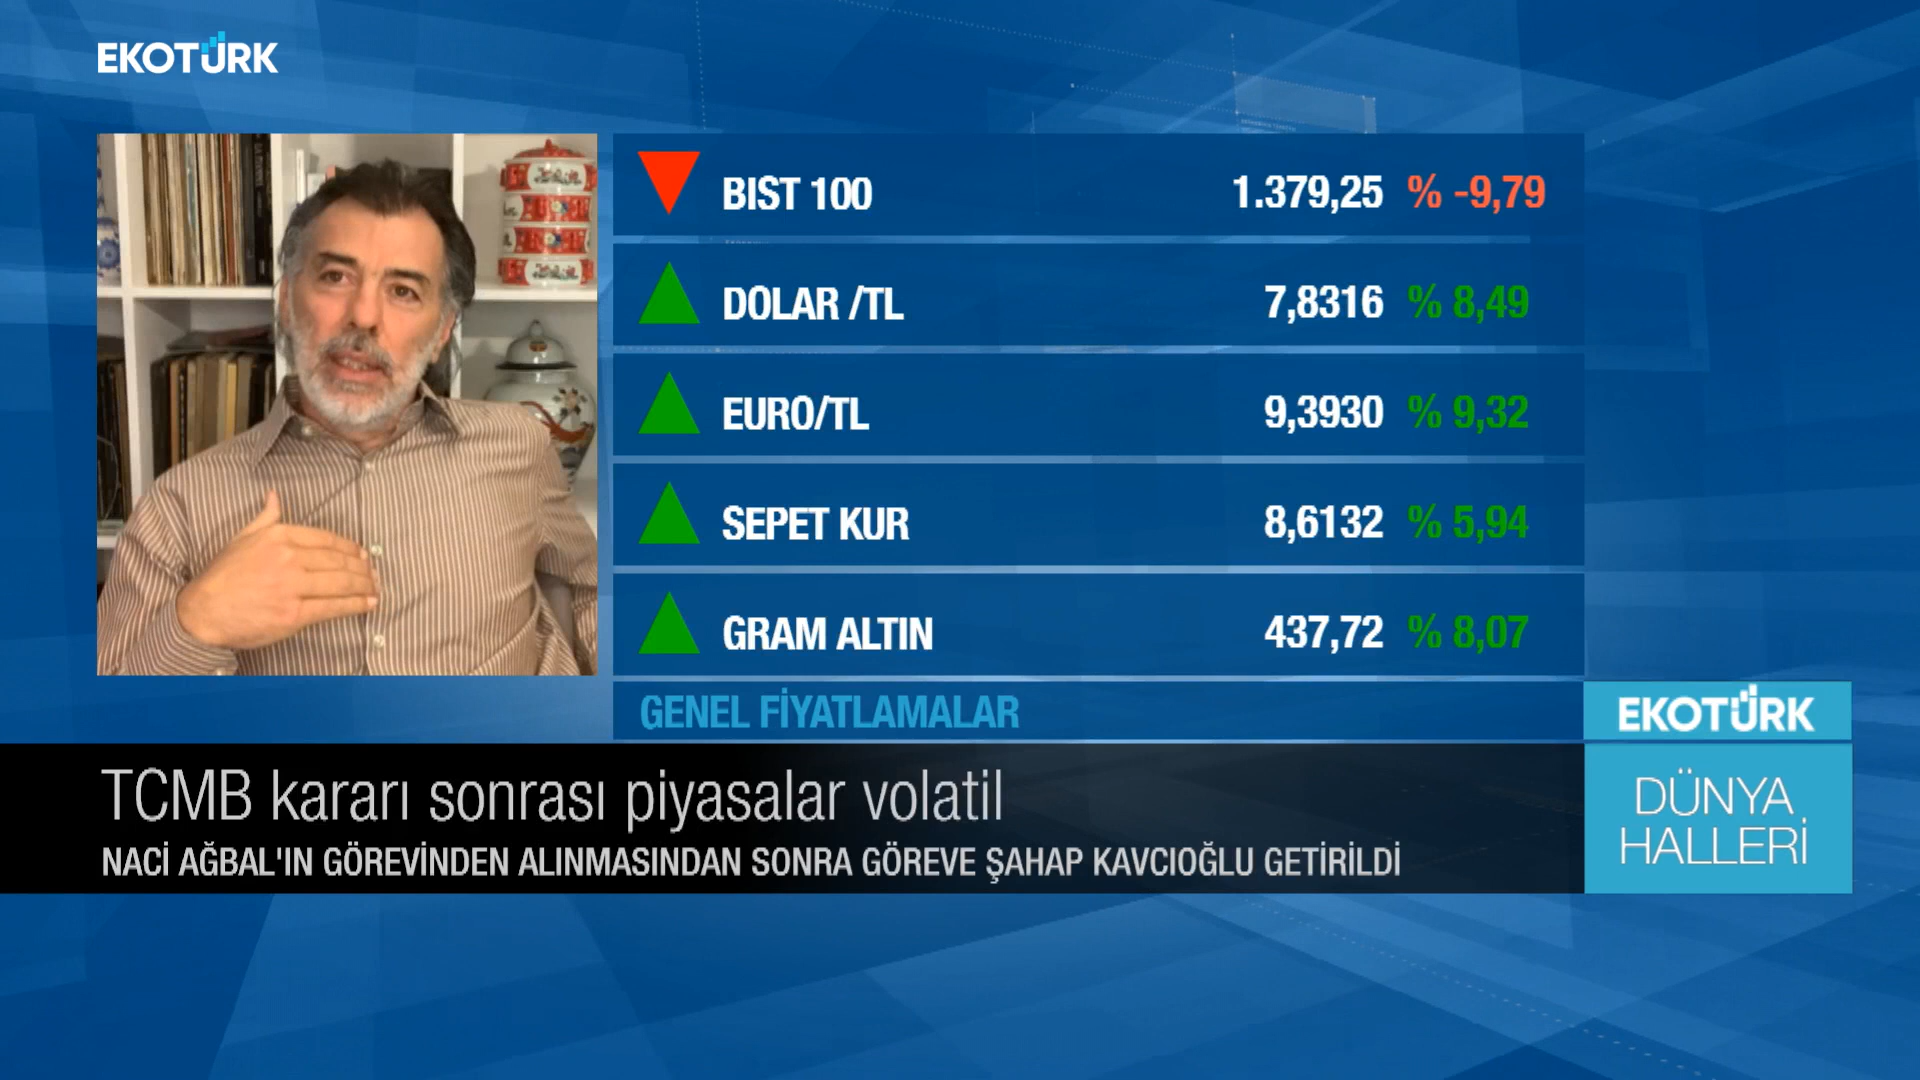 EKOTÜRK
BIST 100 1.379,25 % -9,79
DOLAR /TL 7,8316 % 8,49
EURO/TL 9,3930 % 9,32
SEPET KUR 8,6132 % 5,94
GRAM ALTIN 437,72 % 8,07
GENEL FİYATLAMALAR
EKOTÜRK
TCMB kararı sonrası piyasalar volatil
NACİ AĞBAL'IN GÖREVİNDEN ALINMASINDAN SONRA GÖREVE ŞAHAP KAVCIOĞLU GETİRİLDİ
DÜNYA
HALLERİ